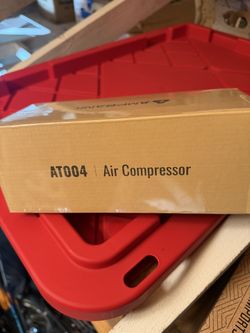 AT004 | Air Compressor